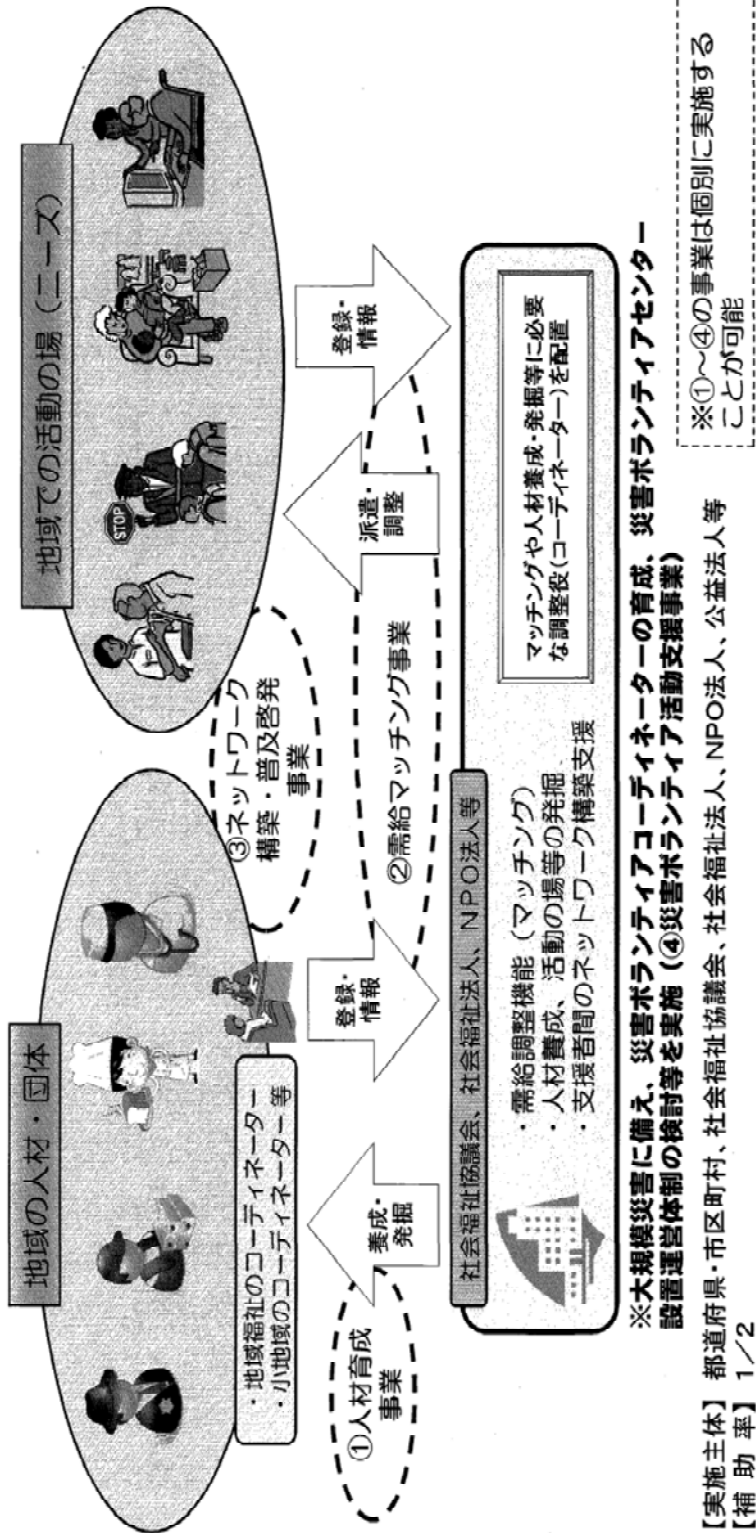 地域の人材・団体
・地域福祉のコーディネーター
・小地域のコーディネーター等
地域での活動の場（ニーズ）
STOP
①人材育成
事業
養成・
発掘
登録・
情報
③ネットワーク
構築・普及啓発
事業
②需給マッチング事業
派遣・
調整
登録・
情報
社会福祉協議会、社会福祉法人、NPO法人等
・需給調整機能（マッチング）
・人材養成、活動の場等の発掘
・支援者間のネットワーク構築支援
マッチングや人材養成・発掘等に必要
な調整役（コーディネーター）を配置
※大規模災害に備え、災害ボランティアコーディネーターの育成、災害ボランティアセンター
設置運営体制の検討等を実施（④災害ボランティア活動支援事業）
【実施主体】 都道府県・市区町村、社会福祉協議会、社会福祉法人、NPO法人、公益法人等
【補 助 率】 1／2
※①～④の事業は個別に実施する
ことが可能